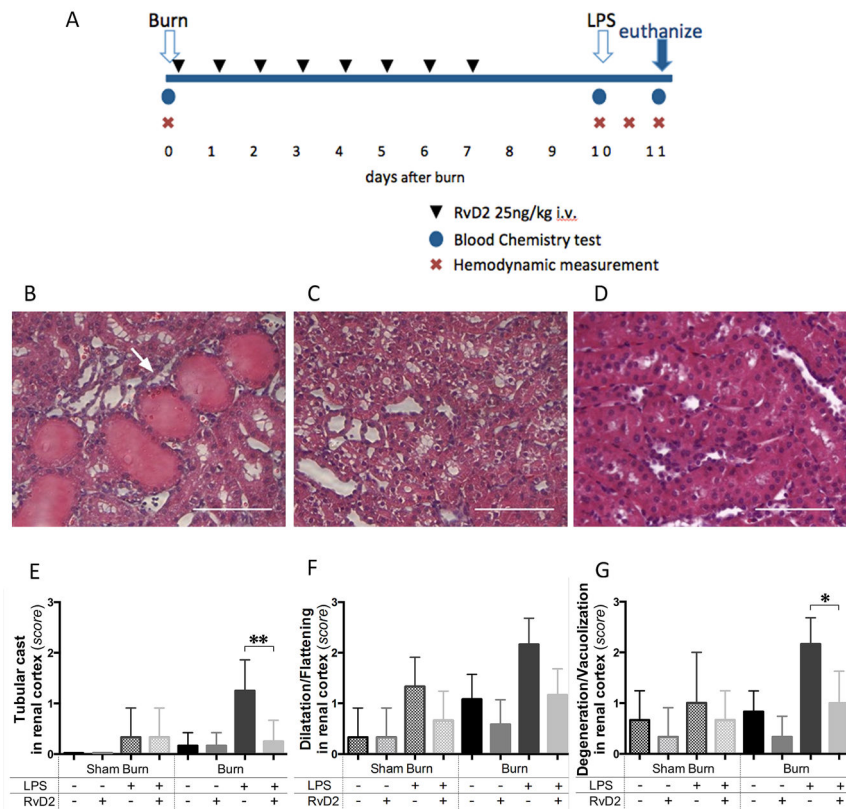 A
Burn
LPS
euthanize
0 1 2 3 4 5 6 7 8 9 1 0 1 1
days after burn
RvD2 25ng/kg i.v.
Blood Chemistry test
Hemodynamic measurement
B C D
E F G
Tubular cast
in renal cortex (score)
3
2
1
0
Sham Burn Burn
LPS - - + + - - + +
RvD2 - + - + - + - +
**
Dilatation/Flattening
in renal cortex (score)
3
2
1
0
Sham Burn Burn
LPS - - + + - - + +
RvD2 - + - + - + - +
Degeneration/Vacuolization
in renal cortex (score)
3
2
1
0
Sham Burn Burn
LPS - - + + - - + +
RvD2 - + - + - + - +
*